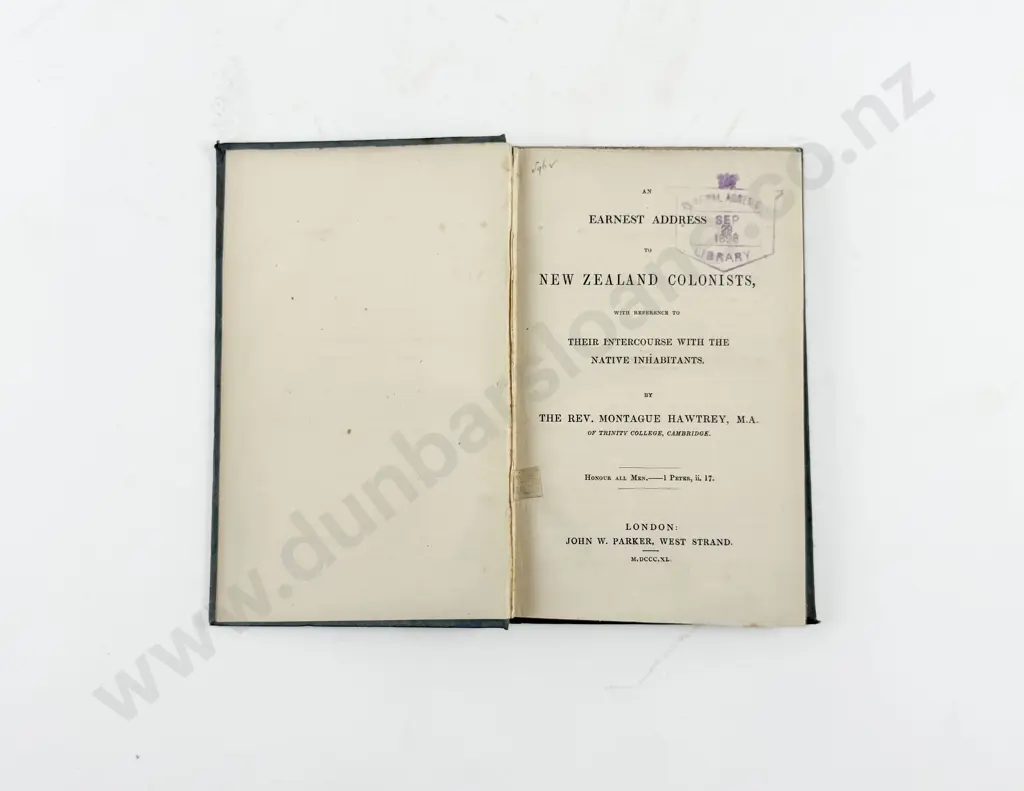 AN
EARNEST ADDRESS
TO
NEW ZEALAND COLONISTS,
WITH REFERENCE TO
THEIR INTERCOURSE WITH THE
NATIVE INHABITANTS.
BY
THE REV. MONTAGUE HAWTREY, M.A.
OF TRINITY COLLEGE, CAMBRIDGE.
HONOUR ALL MEN.—1 PETER, ii. 17.
LONDON:
JOHN W. PARKER, WEST STRAND.
M.DCCC.XL.
SEP
LIBRARY
www.dunbarsloane.co.nz